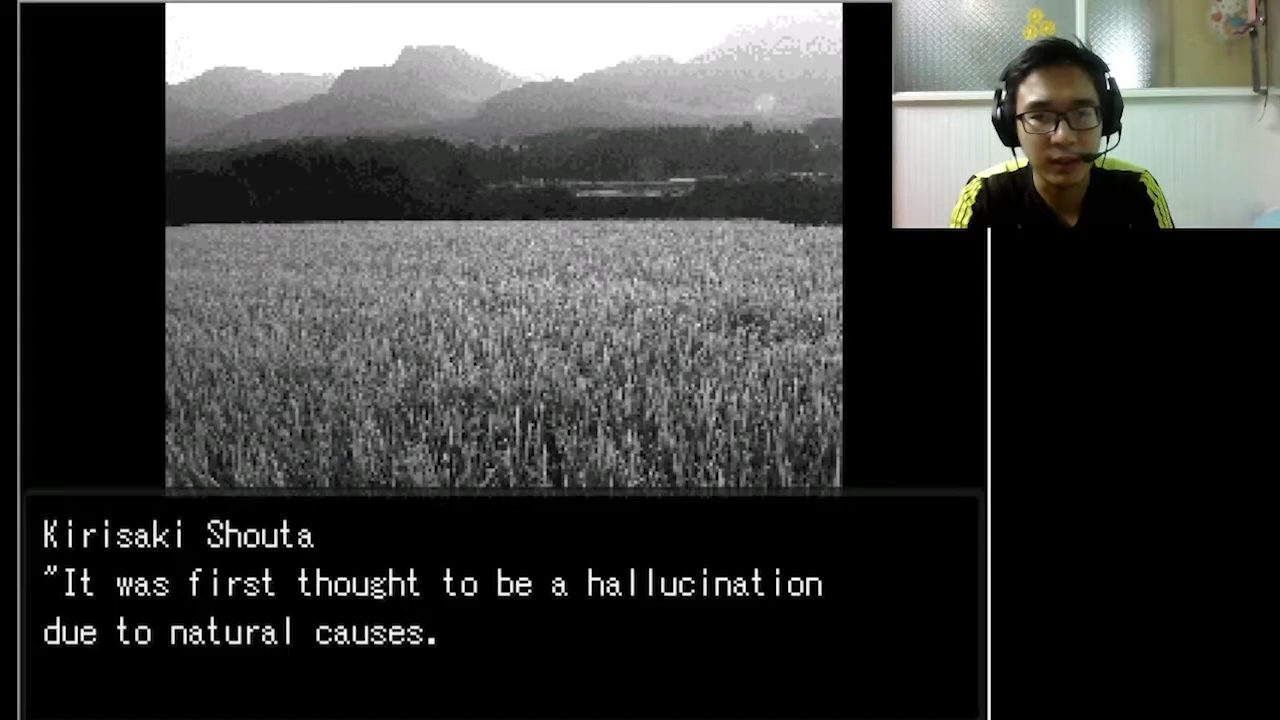 Kirisaki Shouta
"It was first thought to be a hallucination
due to natural causes.